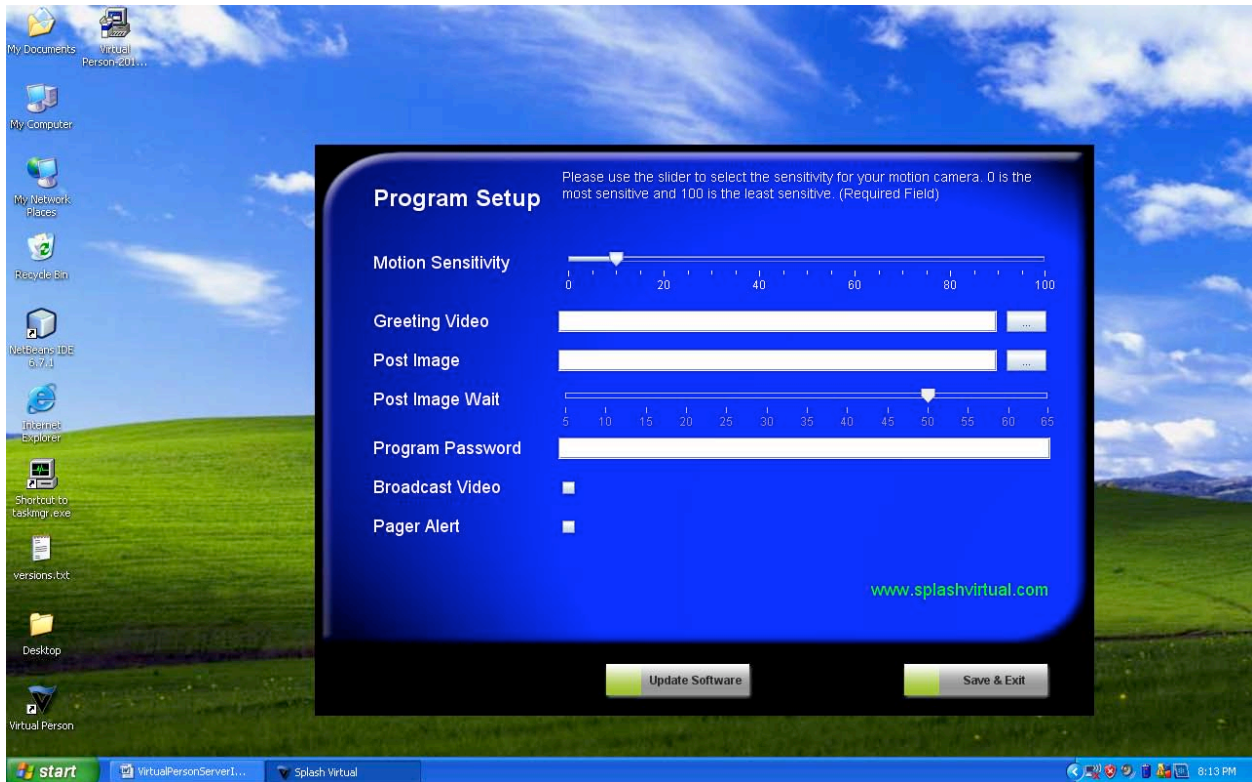 My Documents
Virtual
Person-201...
My Computer
My Network
Places
Recycle Bin
NetBeans IDE
6.7.1
Internet
Explorer
Shortcut to
taskmgr.exe
versions.txt
Desktop
Virtual Person
Program Setup
Please use the slider to select the sensitivity for your motion camera. 0 is the
most sensitive and 100 is the least sensitive. (Required Field)
Motion Sensitivity
0 20 40 60 80 100
Greeting Video
...
Post Image
...
Post Image Wait
5 10 15 20 25 30 35 40 45 50 55 60 65
Program Password
Broadcast Video
Pager Alert
www.splashvirtual.com
Update Software
Save & Exit
start
VirtualPersonServerI...
Splash Virtual
8:13 PM